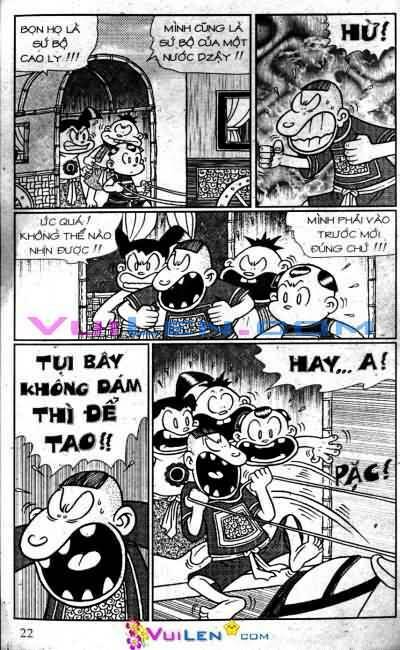 BỌN HỌ LÀ
SỨ BỘ
CAO LY !!!
MÌNH CŨNG LÀ
SỨ BỘ CỦA MỘT
NƯỚC DZẬY !!
HỪ!
ỨC QUÁ!
KHÔNG THỂ NÀO
NHỊN ĐƯỢC !!
MÌNH PHẢI VÀO
TRƯỚC MỚI
ĐÚNG CHỨ !!!
VuiLen.com
TỤI BÂY
KHÔNG DÁM
THÌ ĐỂ
TAO!!
HAY... A!
PẶC!
22
VuiLen.com